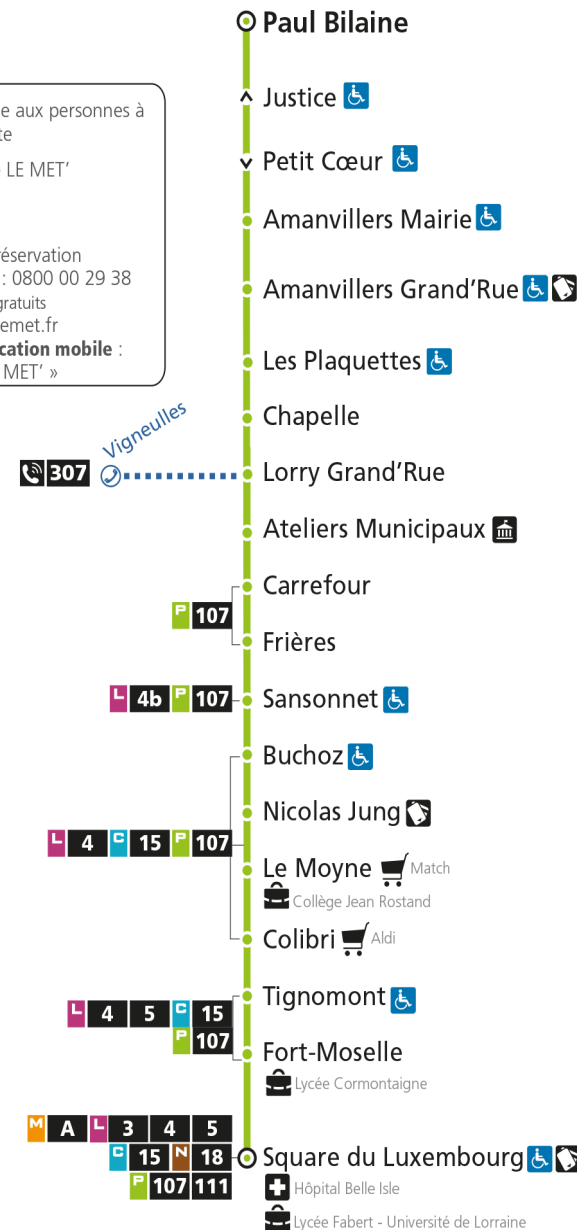 Paul Bilaine
Justice
Petit Cœur
Amanvillers Mairie
Amanvillers Grand'Rue
e aux personnes à
te
LE MET'
éservation
: 0800 00 29 38
gratuits
emet.fr
cation mobile :
MET' »
Les Plaquettes
Chapelle
Vigneulles
307
Lorry Grand'Rue
Ateliers Municipaux
Carrefour
P 107
Frières
L 4b P 107
Sansonnet
Buchoz
Nicolas Jung
L 4 C 15 P 107
Le Moyne Match
Collège Jean Rostand
Colibri Aldi
Tignomont
L 4 5 C 15
P 107
Fort-Moselle
Lycée Cormontaigne
M A L 3 4 5
C 15 N 18
P 107 111
Square du Luxembourg
Hôpital Belle Isle
Lycée Fabert - Université de Lorraine